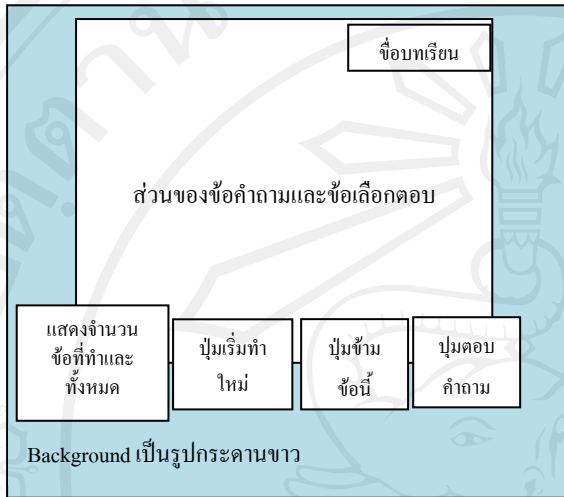 ชื่อบทเรียน
ส่วนของข้อคำถามและข้อเลือกตอบ
แสดงจำนวน
ข้อที่ทำและ
ทั้งหมด
ปุ่มเริ่มทำ
ใหม่
ปุ่มข้าม
ข้อนี้
ปุมตอบ
คำถาม
Background เป็นรูปกระดานขาว